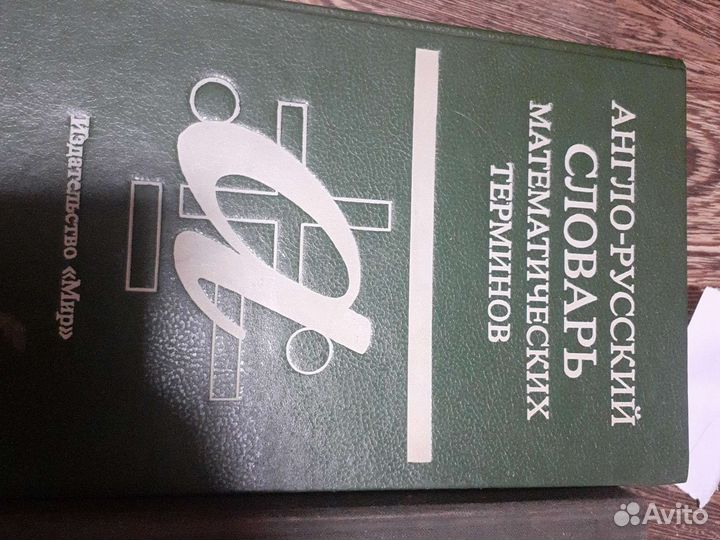 АНГЛО-РУССКИЙ
СЛОВАРЬ
МАТЕМАТИЧЕСКИХ
ТЕРМИНОВ
a
Издательство «Мир»
Avito